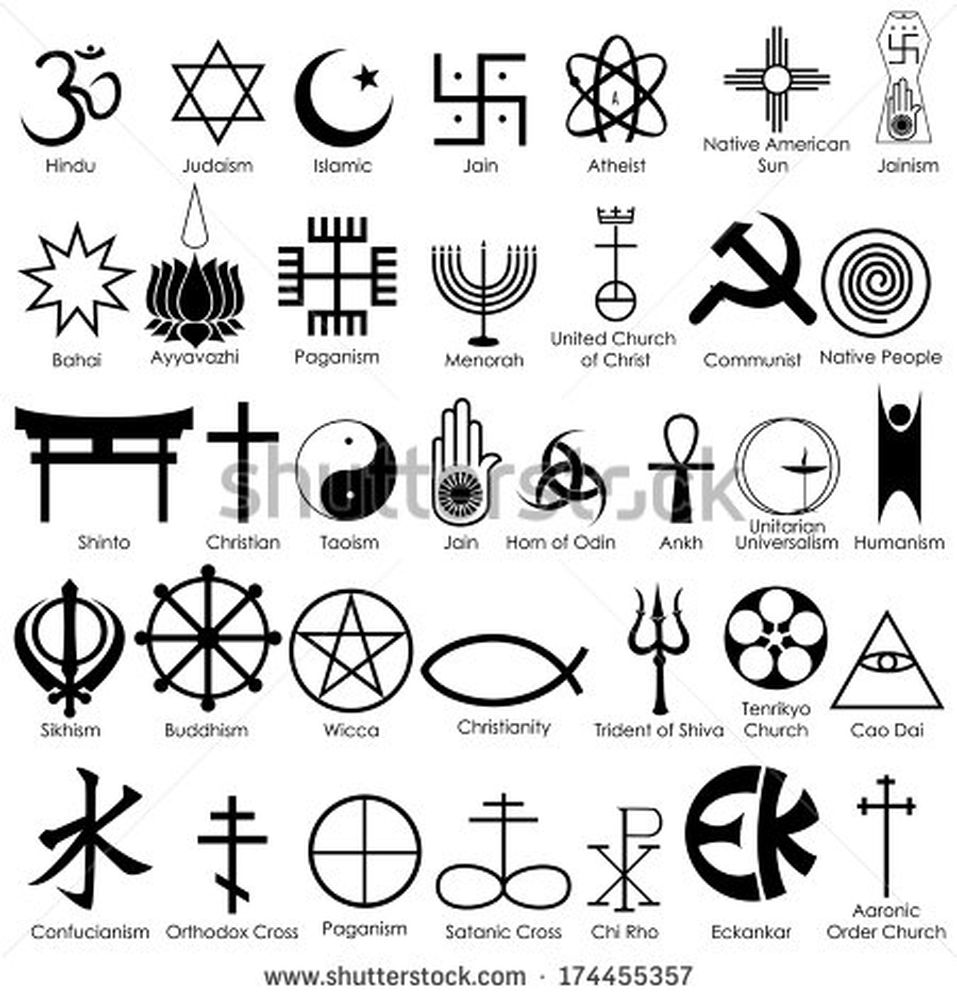 Hindu
Judaism
Islamic
Jain
Atheist
A
Native American
Sun
Jainism
Bahai
Ayyavazhi
Paganism
Menorah
United Church
of Christ
Communist
Native People
Shinto
Christian
Taoism
Jain
Horn of Odin
Ankh
Unitarian
Universalism
Humanism
shutterstock
Sikhism
Buddhism
Wicca
Christianity
Trident of Shiva
Tenrikyo
Church
Cao Dai
Confucianism
Orthodox Cross
Paganism
Satanic Cross
Chi Rho
EK
Eckankar
Aaronic
Order Church
www.shutterstock.com · 174455357